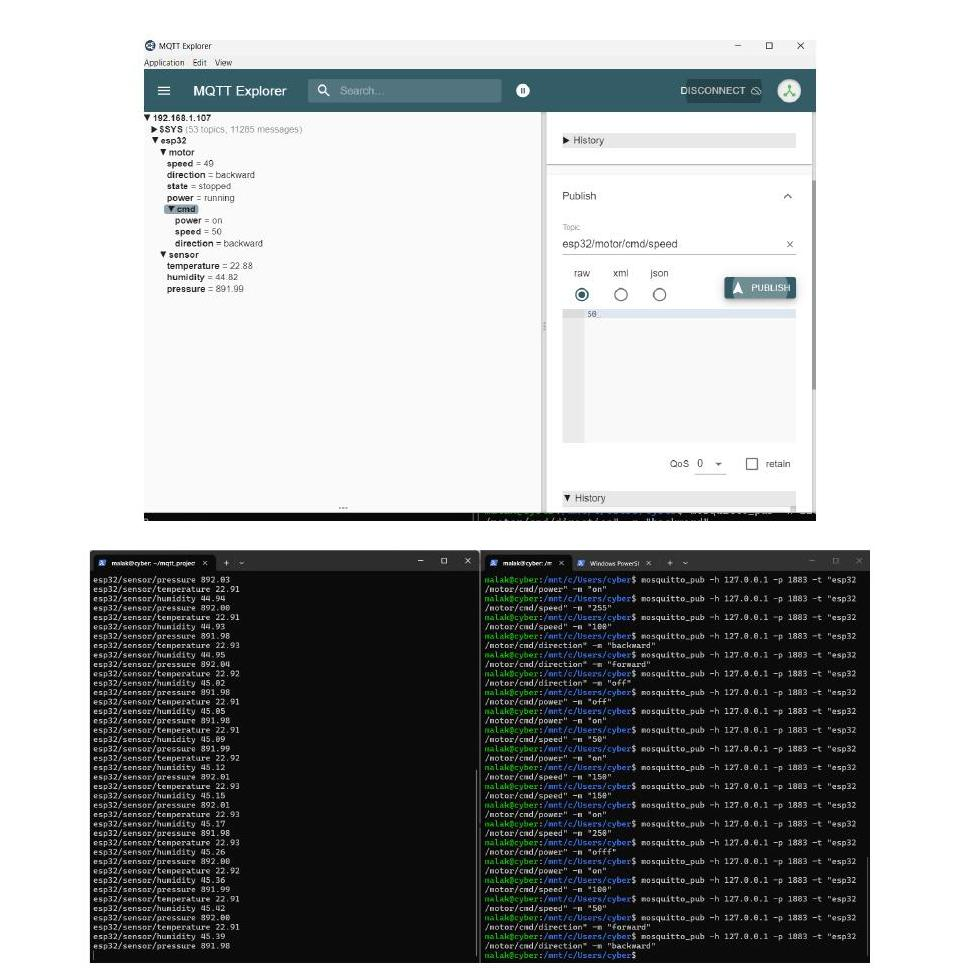 MQTT Explorer
Application Edit View
MQTT Explorer
Search...
DISCONNECT
192.168.1.107
$SYS (53 topics, 11285 messages)
esp32
motor
speed = 49
direction = backward
state = stopped
power = running
cmd
power = on
speed = 50
direction = backward
sensor
temperature = 22.88
humidity = 44.82
pressure = 891.99
History
Publish
Topic
esp32/motor/cmd/speed
raw xml json
PUBLISH
50
QoS 0 retain
History
/motor/cmd/direction" -m "backward"
malak@cyber: ~/mqtt_project
esp32/sensor/pressure 892.03
esp32/sensor/temperature 22.91
esp32/sensor/humidity 44.94
esp32/sensor/pressure 892.00
esp32/sensor/temperature 22.91
esp32/sensor/humidity 44.93
esp32/sensor/pressure 891.98
esp32/sensor/temperature 22.93
esp32/sensor/humidity 44.95
esp32/sensor/pressure 892.04
esp32/sensor/temperature 22.92
esp32/sensor/humidity 45.02
esp32/sensor/pressure 891.98
esp32/sensor/temperature 22.91
esp32/sensor/humidity 45.05
esp32/sensor/pressure 891.98
esp32/sensor/temperature 22.91
esp32/sensor/humidity 45.09
esp32/sensor/pressure 891.99
esp32/sensor/temperature 22.92
esp32/sensor/humidity 45.12
esp32/sensor/pressure 892.01
esp32/sensor/temperature 22.93
esp32/sensor/humidity 45.15
esp32/sensor/pressure 892.01
esp32/sensor/temperature 22.93
esp32/sensor/humidity 45.17
esp32/sensor/pressure 891.98
esp32/sensor/temperature 22.93
esp32/sensor/humidity 45.26
esp32/sensor/pressure 892.00
esp32/sensor/temperature 22.92
esp32/sensor/humidity 45.36
esp32/sensor/pressure 891.99
esp32/sensor/temperature 22.91
esp32/sensor/humidity 45.42
esp32/sensor/pressure 892.00
esp32/sensor/temperature 22.91
esp32/sensor/humidity 45.39
esp32/sensor/pressure 891.98
malak@cyber: /m Windows PowerSl
malak@cyber:/mnt/c/Users/cyber$ mosquitto_pub -h 127.0.0.1 -p 1883 -t "esp32
/motor/cmd/power" -m "on"
malak@cyber:/mnt/c/Users/cyber$ mosquitto_pub -h 127.0.0.1 -p 1883 -t "esp32
/motor/cmd/speed" -m "255"
malak@cyber:/mnt/c/Users/cyber$ mosquitto_pub -h 127.0.0.1 -p 1883 -t "esp32
/motor/cmd/speed" -m "100"
malak@cyber:/mnt/c/Users/cyber$ mosquitto_pub -h 127.0.0.1 -p 1883 -t "esp32
/motor/cmd/direction" -m "backward"
malak@cyber:/mnt/c/Users/cyber$ mosquitto_pub -h 127.0.0.1 -p 1883 -t "esp32
/motor/cmd/direction" -m "forward"
malak@cyber:/mnt/c/Users/cyber$ mosquitto_pub -h 127.0.0.1 -p 1883 -t "esp32
/motor/cmd/direction" -m "off"
malak@cyber:/mnt/c/Users/cyber$ mosquitto_pub -h 127.0.0.1 -p 1883 -t "esp32
/motor/cmd/power" -m "off"
malak@cyber:/mnt/c/Users/cyber$ mosquitto_pub -h 127.0.0.1 -p 1883 -t "esp32
/motor/cmd/power" -m "on"
malak@cyber:/mnt/c/Users/cyber$ mosquitto_pub -h 127.0.0.1 -p 1883 -t "esp32
/motor/cmd/speed" -m "50"
malak@cyber:/mnt/c/Users/cyber$ mosquitto_pub -h 127.0.0.1 -p 1883 -t "esp32
/motor/cmd/power" -m "on"
malak@cyber:/mnt/c/Users/cyber$ mosquitto_pub -h 127.0.0.1 -p 1883 -t "esp32
/motor/cmd/speed" -m "150"
malak@cyber:/mnt/c/Users/cyber$ mosquitto_pub -h 127.0.0.1 -p 1883 -t "esp32
/motor/cmd/speed" -m "150"
malak@cyber:/mnt/c/Users/cyber$ mosquitto_pub -h 127.0.0.1 -p 1883 -t "esp32
/motor/cmd/power" -m "on"
malak@cyber:/mnt/c/Users/cyber$ mosquitto_pub -h 127.0.0.1 -p 1883 -t "esp32
/motor/cmd/speed" -m "250"
malak@cyber:/mnt/c/Users/cyber$ mosquitto_pub -h 127.0.0.1 -p 1883 -t "esp32
/motor/cmd/power" -m "offf"
malak@cyber:/mnt/c/Users/cyber$ mosquitto_pub -h 127.0.0.1 -p 1883 -t "esp32
/motor/cmd/power" -m "on"
malak@cyber:/mnt/c/Users/cyber$ mosquitto_pub -h 127.0.0.1 -p 1883 -t "esp32
/motor/cmd/speed" -m "100"
malak@cyber:/mnt/c/Users/cyber$ mosquitto_pub -h 127.0.0.1 -p 1883 -t "esp32
/motor/cmd/speed" -m "50"
malak@cyber:/mnt/c/Users/cyber$ mosquitto_pub -h 127.0.0.1 -p 1883 -t "esp32
/motor/cmd/direction" -m "forward"
malak@cyber:/mnt/c/Users/cyber$ mosquitto_pub -h 127.0.0.1 -p 1883 -t "esp32
/motor/cmd/direction" -m "backward"
malak@cyber:/mnt/c/Users/cyber$